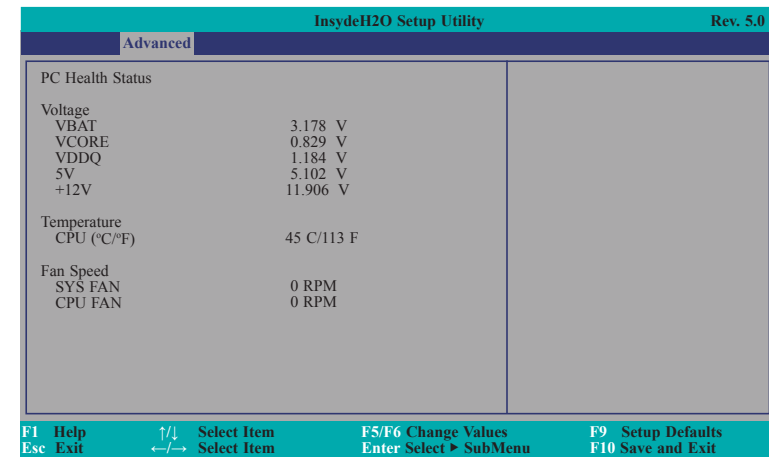 InsydeH2O Setup Utility Rev. 5.0
Advanced
PC Health Status
Voltage
VBAT 3.178 V
VCORE 0.829 V
VDDQ 1.184 V
5V 5.102 V
+12V 11.906 V
Temperature
CPU (°C/°F) 45 C/113 F
Fan Speed
SYS FAN 0 RPM
CPU FAN 0 RPM
F1 Help ↑/↓ Select Item F5/F6 Change Values F9 Setup Defaults
Esc Exit ←/→ Select Item Enter Select ► SubMenu F10 Save and Exit